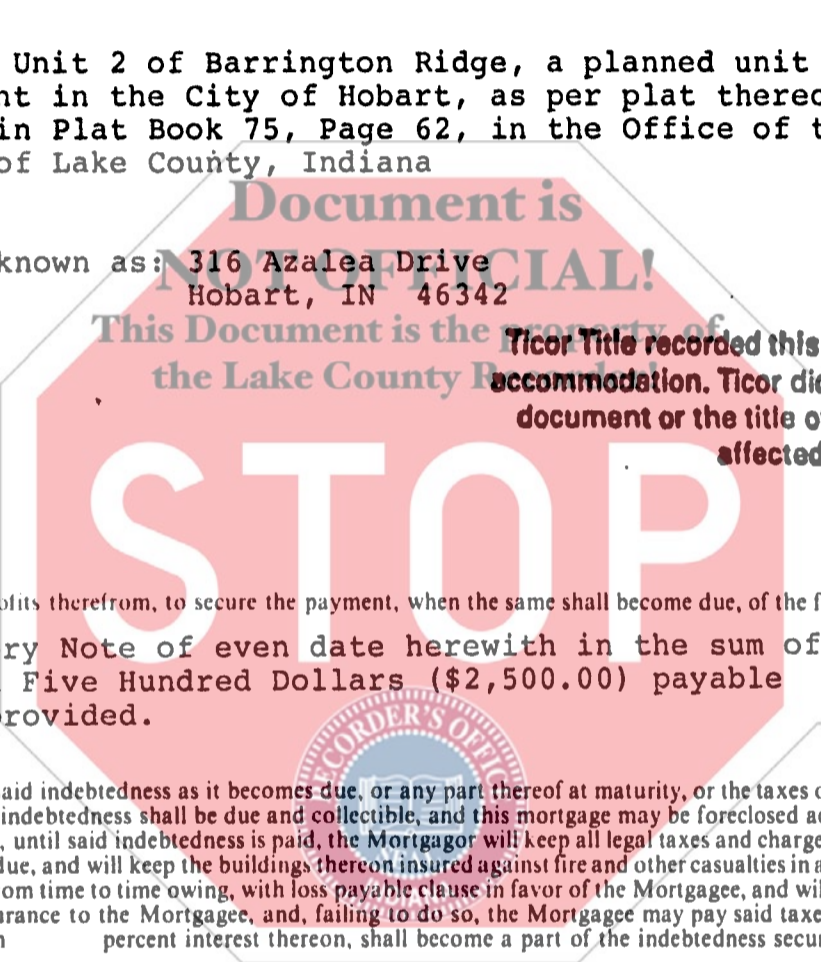 Unit 2 of Barrington Ridge, a planned unit
nt in the City of Hobart, as per plat thereo
in Plat Book 75, Page 62, in the Office of t
of Lake County, Indiana
Document is
NOT OFFICIAL!
known as: 316 Azalea Drive
Hobart, IN 46342
This Document is the property of
the Lake County Recorder!
Ticor Title recorded this
accommodation. Ticor did
document or the title o
affected
STOP
ofits therefrom, to secure the payment, when the same shall become due, of the f
ry Note of even date herewith in the sum of
Five Hundred Dollars ($2,500.00) payable
rovided.
RECORDER'S OFFICE
INDIANA
aid indebtedness as it becomes due, or any part thereof at maturity, or the taxes o
indebtedness shall be due and collectible, and this mortgage may be foreclosed a
, until said indebtedness is paid, the Mortgagor will keep all legal taxes and charge
due, and will keep the buildings thereon insured against fire and other casualties in a
om time to time owing, with loss payable clause in favor of the Mortgagee, and wil
urance to the Mortgagee, and, failing to do so, the Mortgagee may pay said taxe
n percent interest thereon, shall become a part of the indebtedness secur